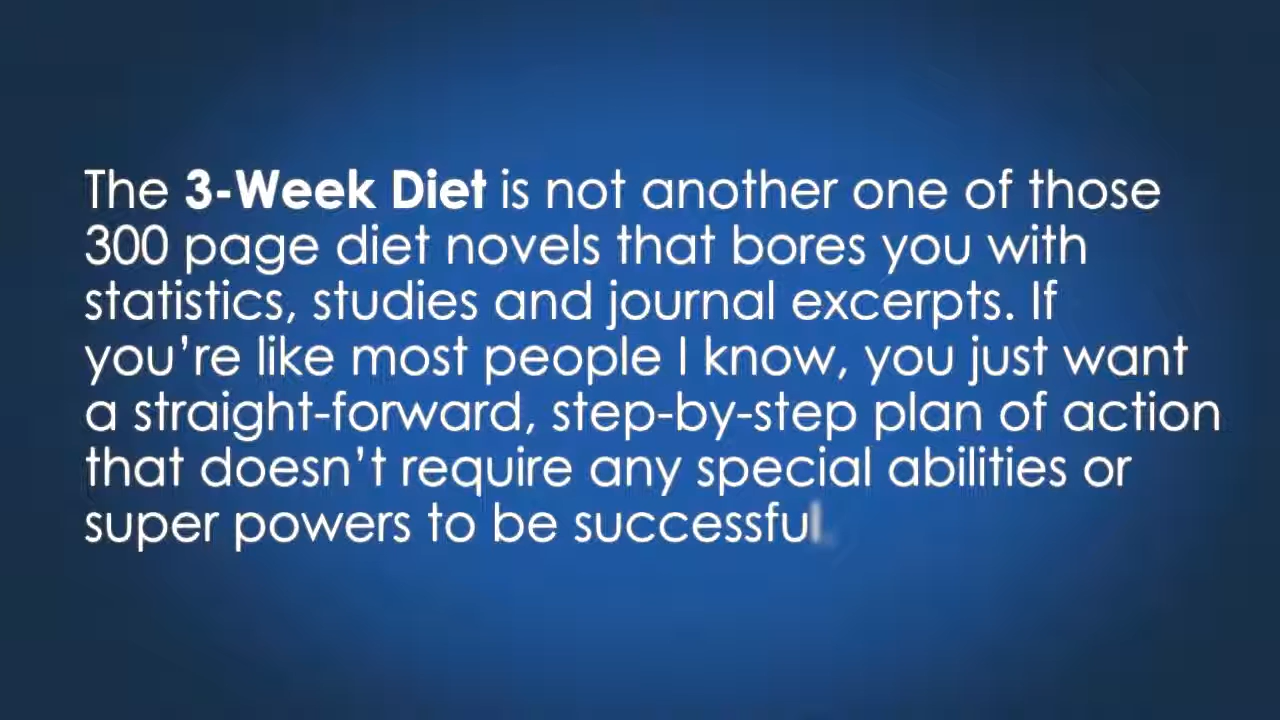 The 3-Week Diet is not another one of those
300 page diet novels that bores you with
statistics, studies and journal excerpts. If
you’re like most people I know, you just want
a straight-forward, step-by-step plan of action
that doesn’t require any special abilities or
super powers to be successful.